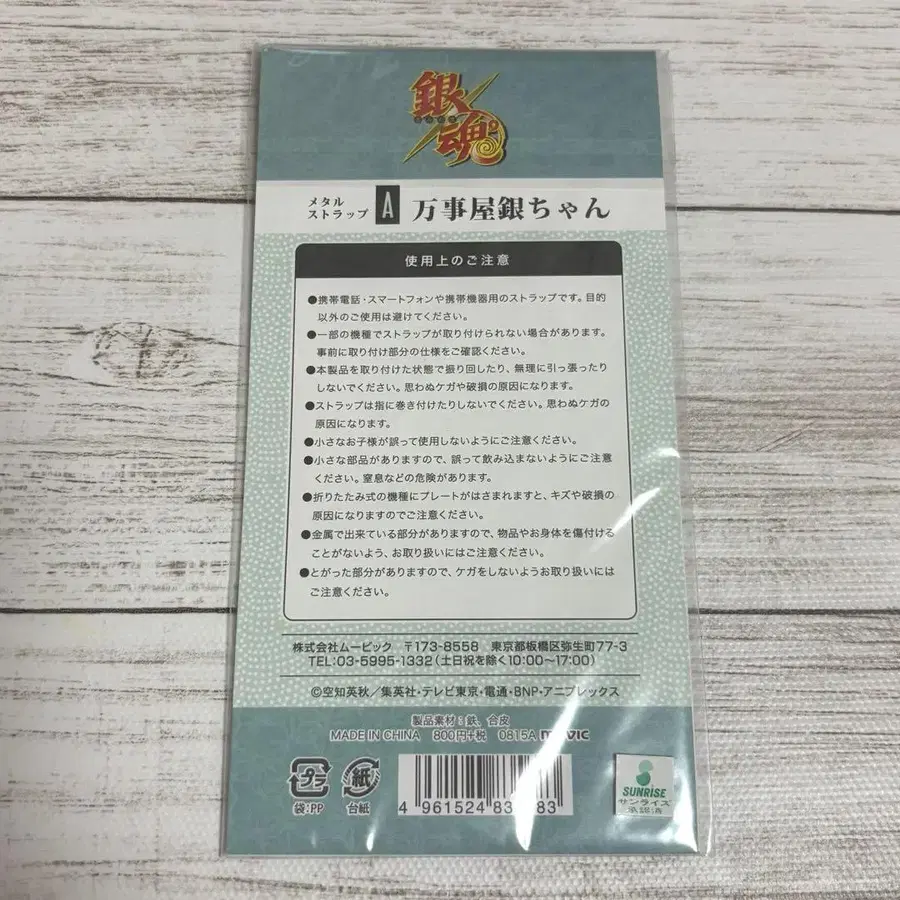 銀魂
メタル
ストラップ A 万事屋銀ちゃん
使用上のご注意
●携帯電話・スマートフォンや携帯機器用のストラップです。目的
以外のご使用は避けてください。
●一部の機種でストラップが取り付けられない場合があります。
事前に取り付け部分の仕様をご確認ください。
●本製品を取り付けた状態で振り回したり、無理に引っ張ったり
しないでください。思わぬケガや破損の原因になります。
●ストラップは指に巻き付けたりしないでください。思わぬケガの
原因になります。
●小さなお子様が誤って使用しないようにご注意ください。
●小さな部品がありますので、誤って飲み込まないようにご注意
ください。窒息などの危険があります。
●折りたたみ式の機種にプレートがはさまれますと、キズや破損の
原因になりますのでご注意ください。
●金属で出来ている部分がありますので、物品やお身体を傷付ける
ことがないよう、お取り扱いにはご注意ください。
●とがった部分がありますので、ケガをしないようお取り扱いには
ご注意ください。
株式会社ムービック 〒173-8558 東京都板橋区弥生町77-3
TEL:03-5995-1332(土日祝を除く10:00~17:00)
©空知英秋/集英社・テレビ東京・電通・BNP・アニプレックス
製品素材:鉄、合皮
MADE IN CHINA 800円+税 0815A movic
プラ
袋:PP
紙
台紙
4 961524 83 83
SUNRISE
サンライズ
承認済